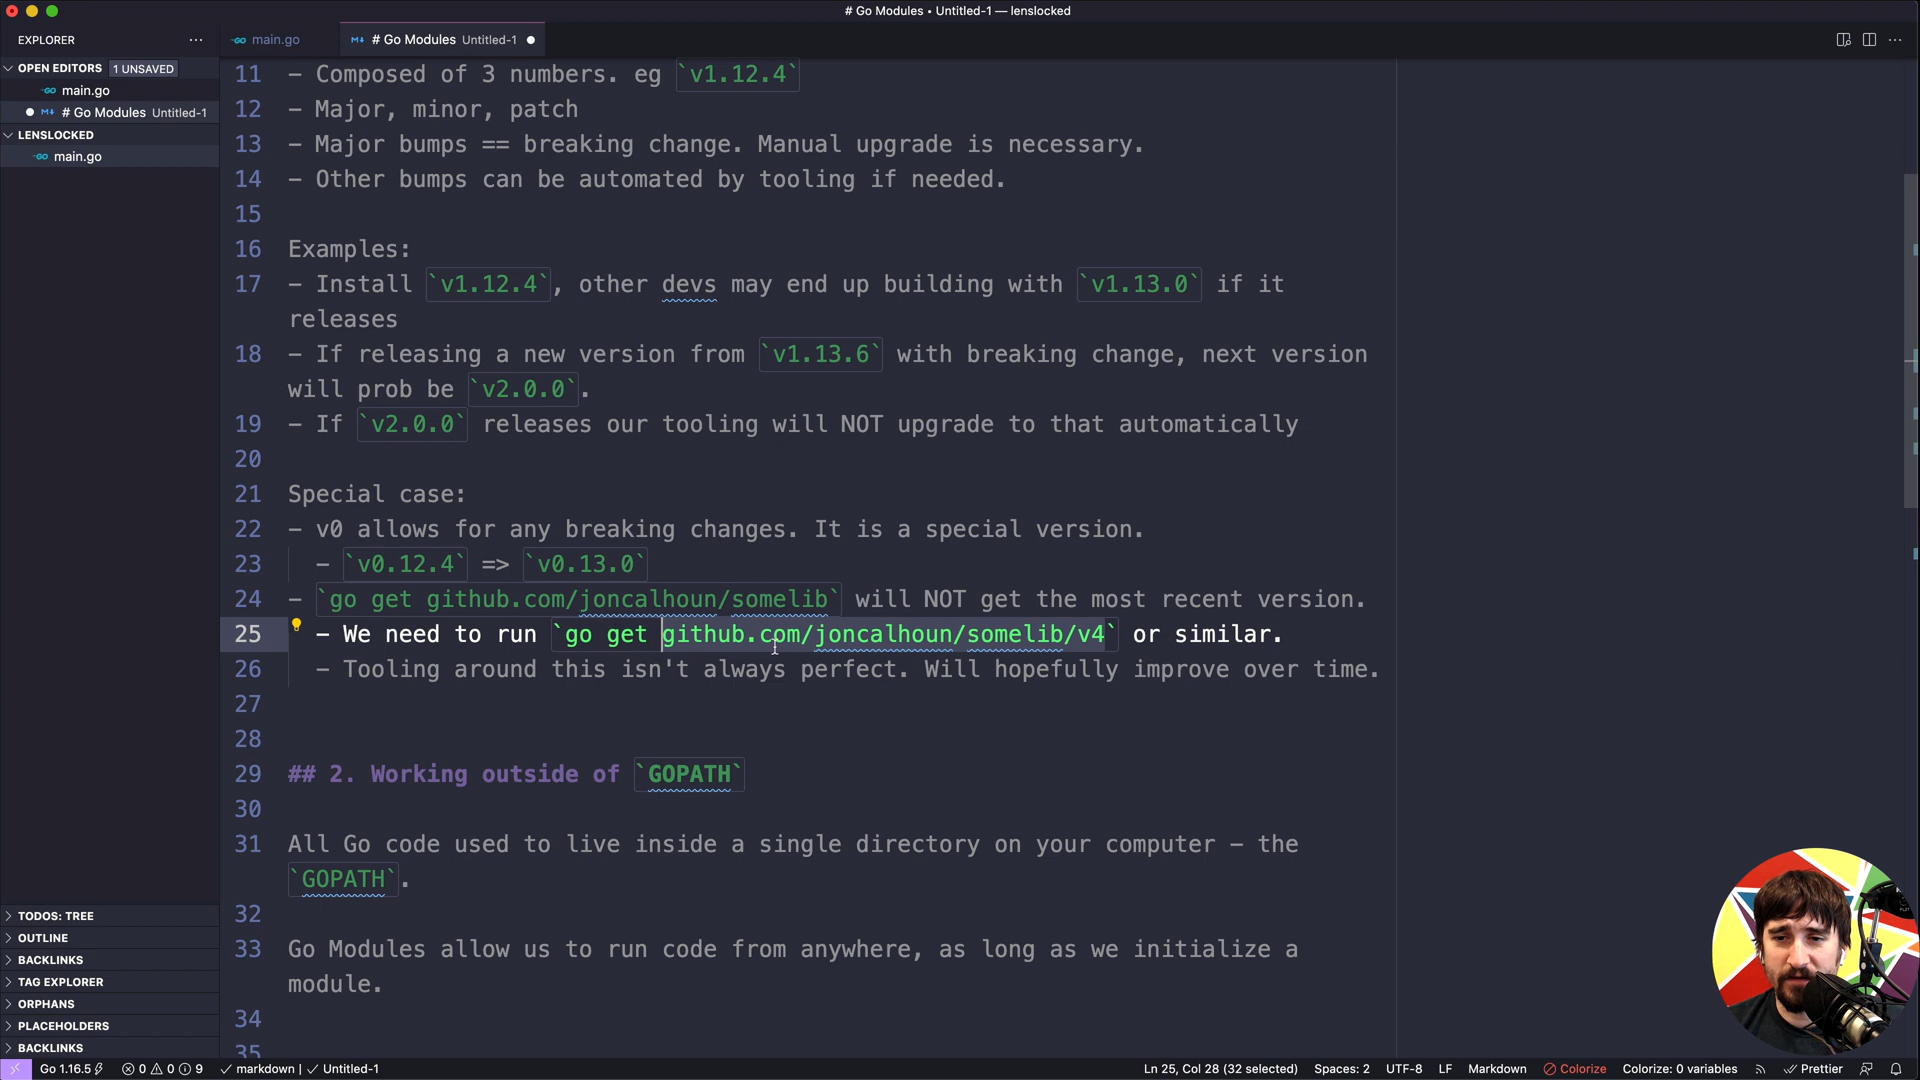 # Go Modules • Untitled-1 — lenslocked
EXPLORER
main.go
# Go Modules Untitled-1
OPEN EDITORS 1 UNSAVED
main.go
# Go Modules Untitled-1
LENSLOCKED
main.go
11 - Composed of 3 numbers. eg `v1.12.4`
12 - Major, minor, patch
13 - Major bumps == breaking change. Manual upgrade is necessary.
14 - Other bumps can be automated by tooling if needed.
15
16 Examples:
17 - Install `v1.12.4`, other devs may end up building with `v1.13.0` if it
releases
18 - If releasing a new version from `v1.13.6` with breaking change, next version
will prob be `v2.0.0`.
19 - If `v2.0.0` releases our tooling will NOT upgrade to that automatically
20
21 Special case:
22 - v0 allows for any breaking changes. It is a special version.
23 - `v0.12.4` => `v0.13.0`
24 - `go get github.com/joncalhoun/somelib` will NOT get the most recent version.
25 - We need to run `go get github.com/joncalhoun/somelib/v4` or similar.
26 - Tooling around this isn't always perfect. Will hopefully improve over time.
27
28
29 ## 2. Working outside of `GOPATH`
30
31 All Go code used to live inside a single directory on your computer - the
`GOPATH`.
32
33 Go Modules allow us to run code from anywhere, as long as we initialize a
module.
34
35
TODOS: TREE
OUTLINE
BACKLINKS
TAG EXPLORER
ORPHANS
PLACEHOLDERS
BACKLINKS
Go 1.16.5 0 0 9 markdown | Untitled-1 Ln 25, Col 28 (32 selected) Spaces: 2 UTF-8 LF Markdown Colorize Colorize: 0 variables Prettier